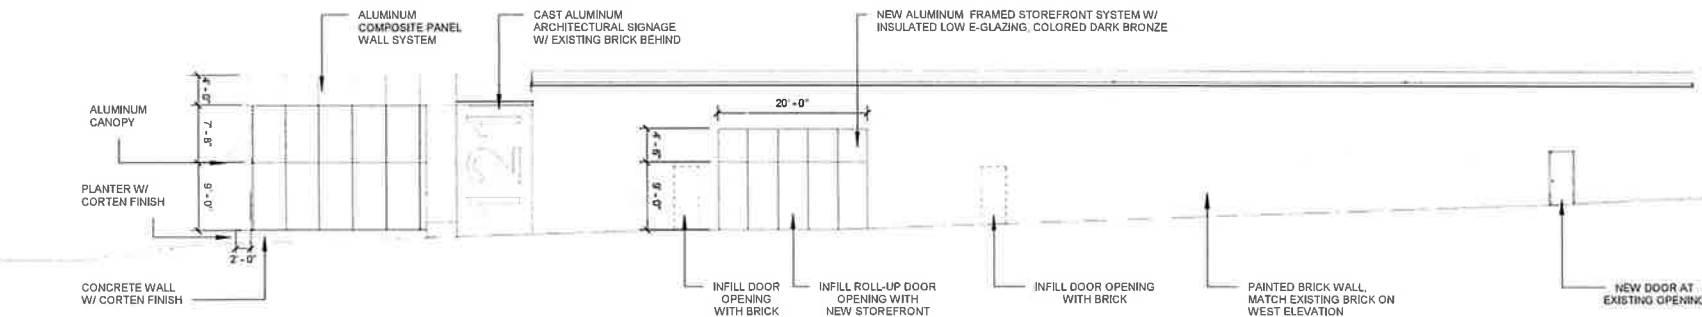 ALUMINUM
COMPOSITE PANEL
WALL SYSTEM
CAST ALUMINUM
ARCHITECTURAL SIGNAGE
W/ EXISTING BRICK BEHIND
NEW ALUMINUM FRAMED STOREFRONT SYSTEM W/
INSULATED LOW E-GLAZING, COLORED DARK BRONZE
4'-0"
ALUMINUM
CANOPY
7'-6"
20'-0"
4'-6"
121
PLANTER W/
CORTEN FINISH
9'-0"
9'-0"
2'-0"
CONCRETE WALL
W/ CORTEN FINISH
INFILL DOOR
OPENING
WITH BRICK
INFILL ROLL-UP DOOR
OPENING WITH
NEW STOREFRONT
INFILL DOOR OPENING
WITH BRICK
PAINTED BRICK WALL,
MATCH EXISTING BRICK ON
WEST ELEVATION
NEW DOOR AT
EXISTING OPENING